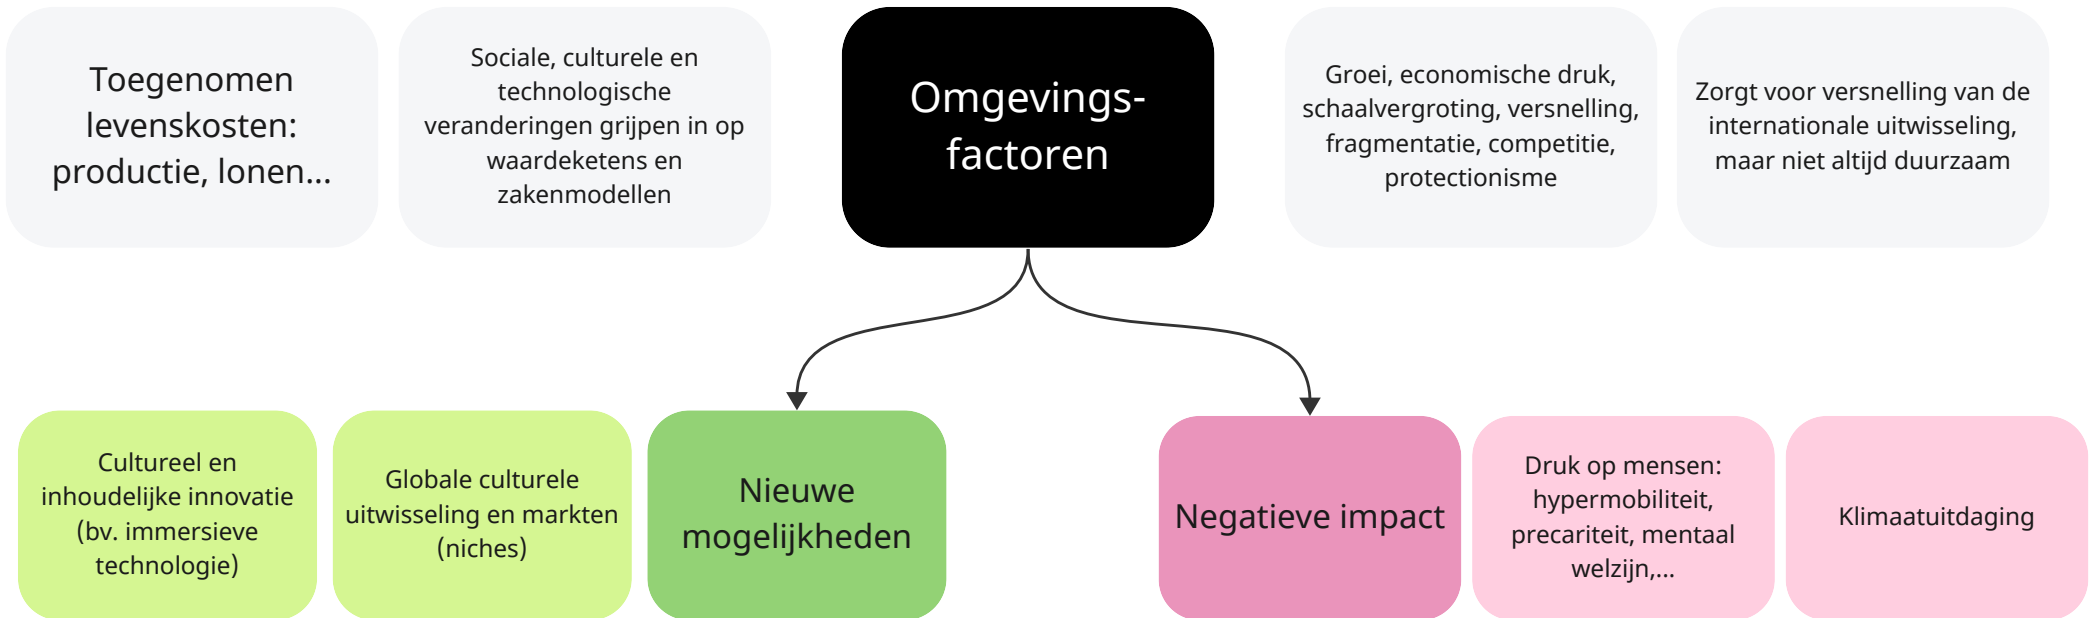 Toegenomen
levenskosten:
productie, lonen...
Sociale, culturele en
technologische
veranderingen grijpen in op
waardeketens en
zakenmodellen
Omgevings-
factoren
Groei, economische druk,
schaalvergroting, versnelling,
fragmentatie, competitie,
protectionisme
Zorgt voor versnelling van de
internationale uitwisseling,
maar niet altijd duurzaam
Cultureel en
inhoudelijke innovatie
(bv. immersieve
technologie)
Globale culturele
uitwisseling en markten
(niches)
Nieuwe
mogelijkheden
Negatieve impact
Druk op mensen:
hypermobiliteit,
precariteit, mentaal
welzijn,...
Klimaatuitdaging